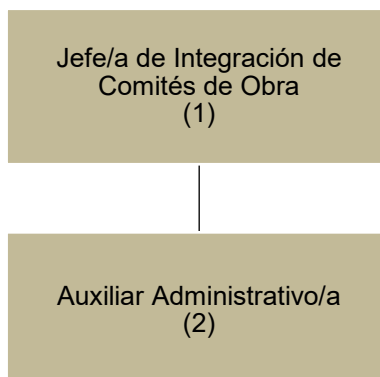 Jefe/a de Integración de
Comités de Obra
(1)
Auxiliar Administrativo/a
(2)